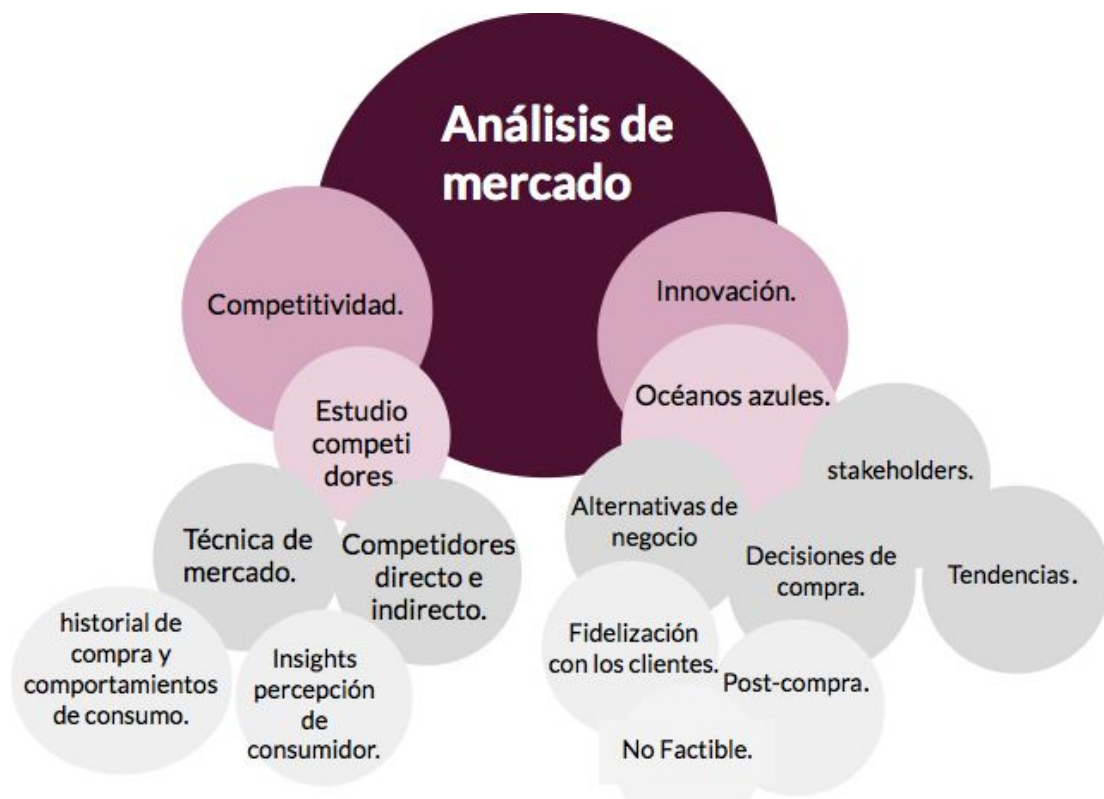 Análisis de
mercado
Competitividad.
Innovación.
Estudio
competi
dores
Océanos azules.
stakeholders.
Técnica de
mercado.
Competidores
directo e
indirecto.
Alternativas de
negocio
Decisiones de
compra.
Tendencias.
historial de
compra y
comportamientos
de consumo.
Insights
percepción
de
consumidor.
Fidelización
con los clientes.
Post-compra.
No Factible.